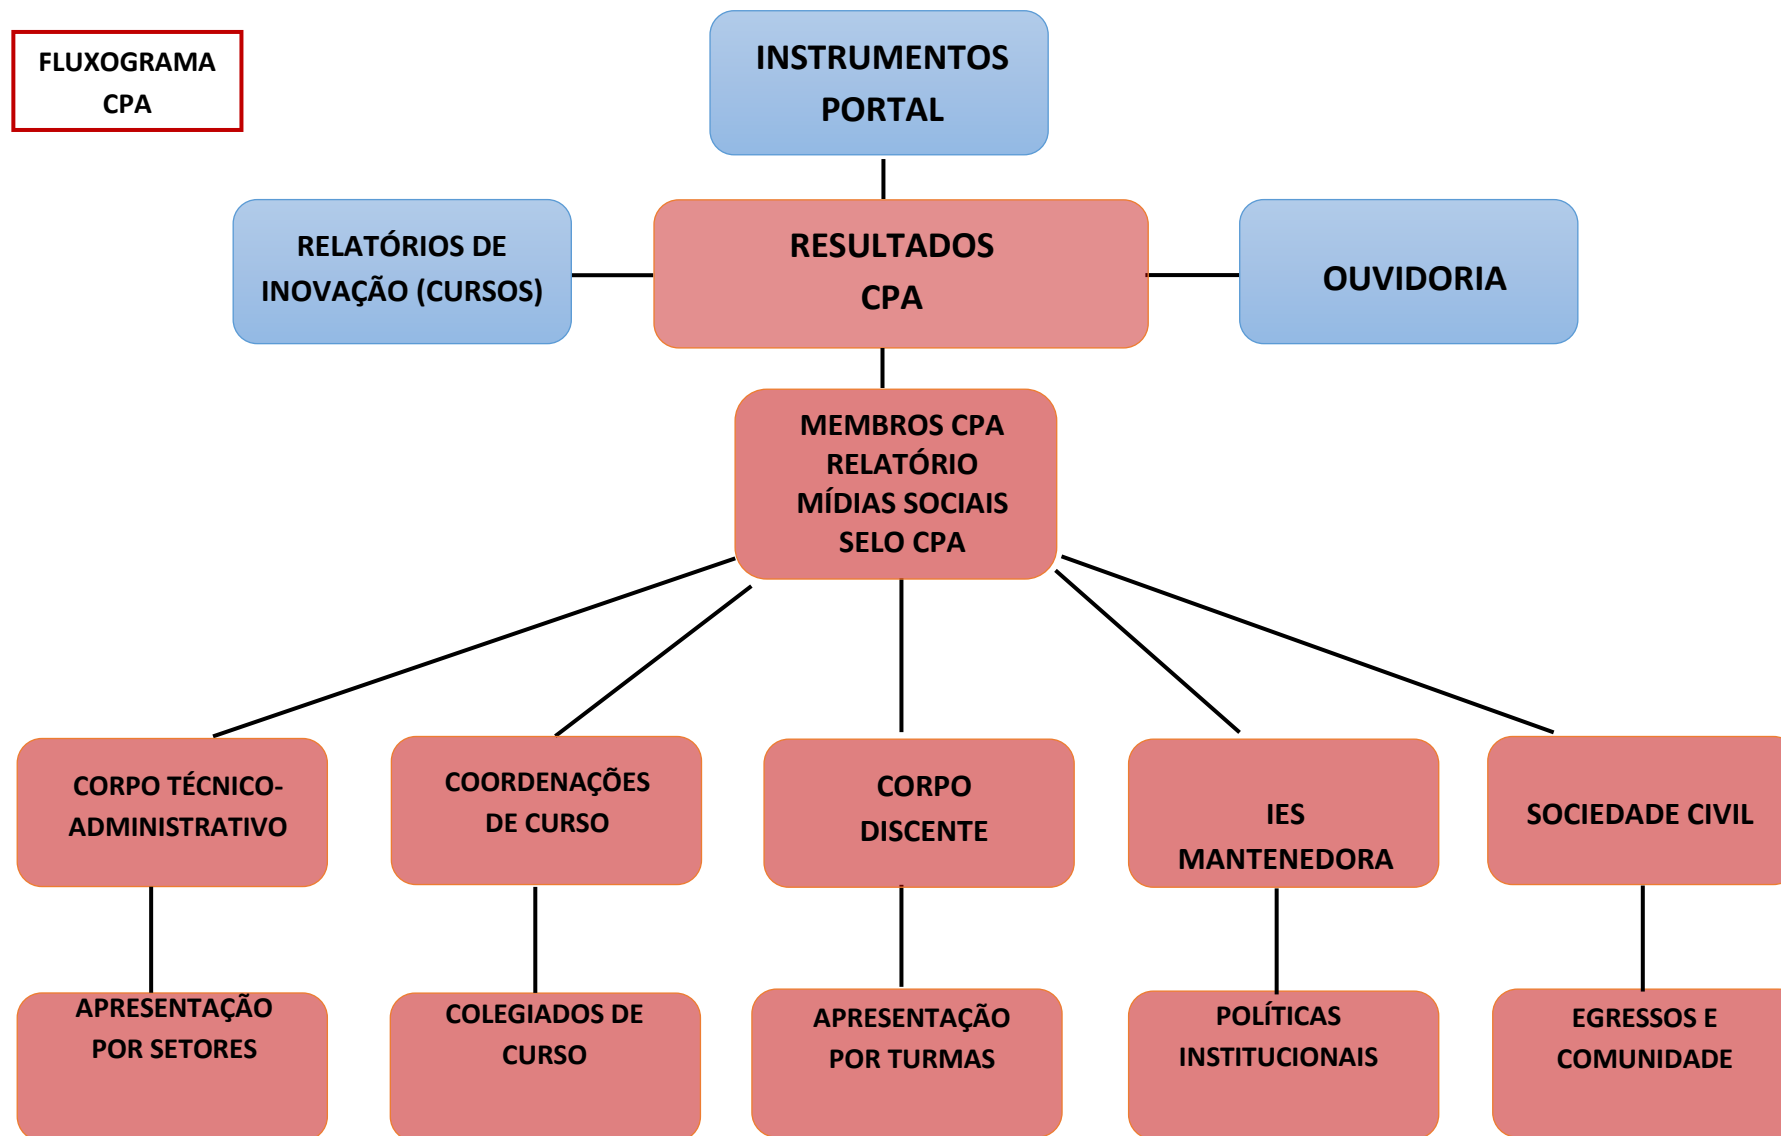 FLUXOGRAMA
CPA
INSTRUMENTOS
PORTAL
RELATÓRIOS DE
INOVAÇÃO (CURSOS)
RESULTADOS
CPA
OUVIDORIA
MEMBROS CPA
RELATÓRIO
MÍDIAS SOCIAIS
SELO CPA
CORPO TÉCNICO-
ADMINISTRATIVO
COORDENAÇÕES
DE CURSO
CORPO
DISCENTE
IES
MANTENEDORA
SOCIEDADE CIVIL
APRESENTAÇÃO
POR SETORES
COLEGIADOS DE
CURSO
APRESENTAÇÃO
POR TURMAS
POLÍTICAS
INSTITUCIONAIS
EGRESSOS E
COMUNIDADE